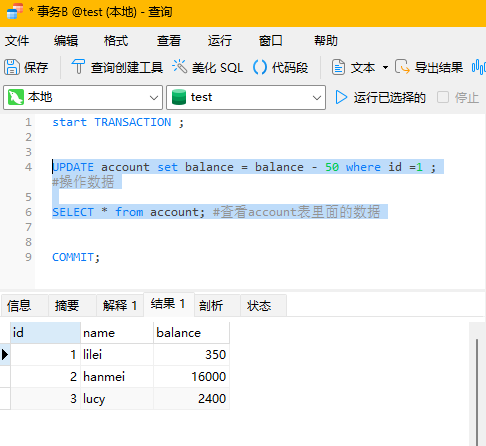 * 事务B @test (本地) - 查询
文件 编辑 格式 查看 运行 窗口 帮助
保存 查询创建工具 美化 SQL 代码段 文本 导出结果
本地 test 运行已选择的 停止
1 start TRANSACTION ;
2
3
4 UPDATE account set balance = balance - 50 where id =1 ;
#操作数据
5
6 SELECT * from account; #查看account表里面的数据
7
8
9 COMMIT;
信息 摘要 解释 1 结果 1 剖析 状态
id name balance
1 lilei 350
2 hanmei 16000
3 lucy 2400